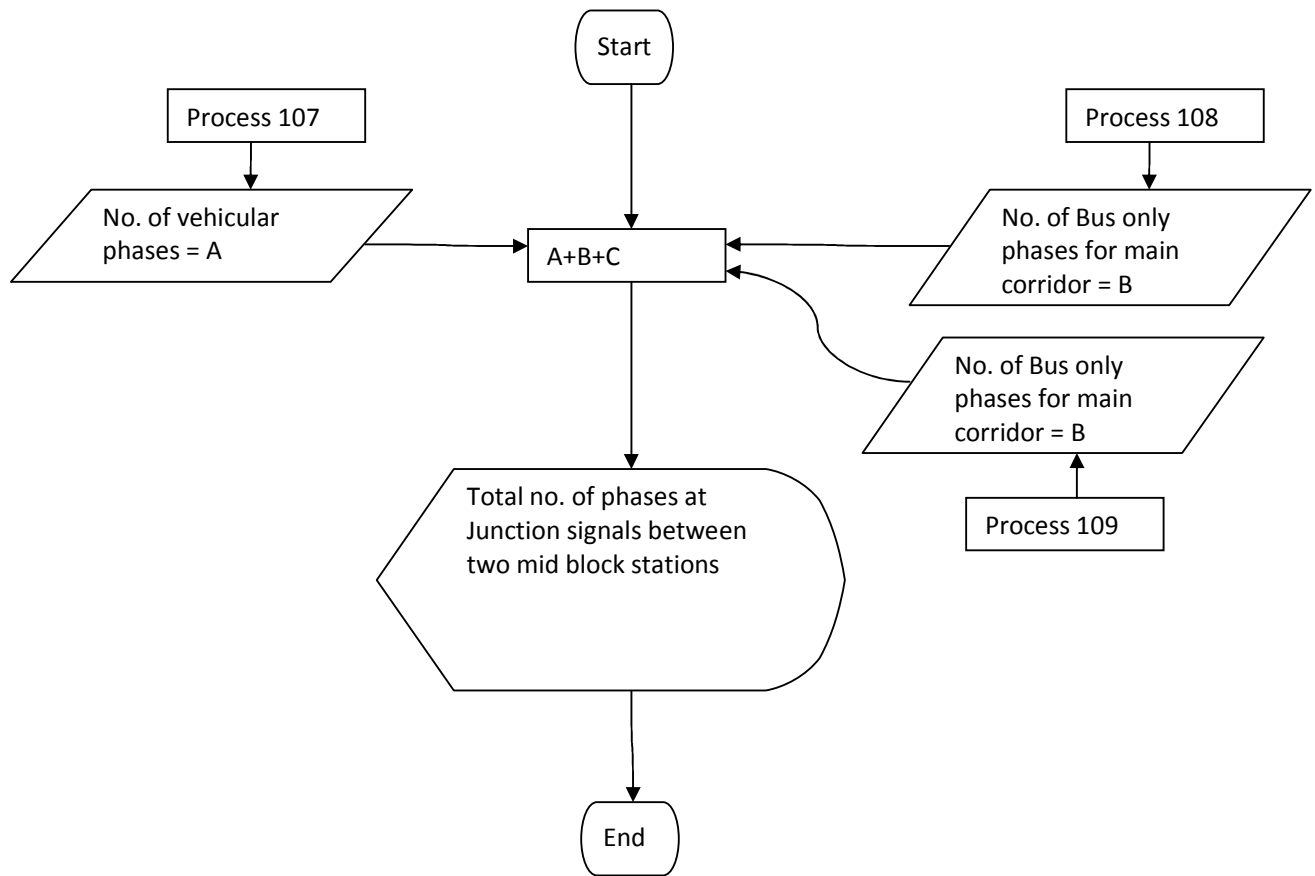 Start
Process 107
Process 108
No. of vehicular
phases = A
No. of Bus only
phases for main
corridor = B
A+B+C
No. of Bus only
phases for main
corridor = B
Total no. of phases at
Junction signals between
two mid block stations
Process 109
End